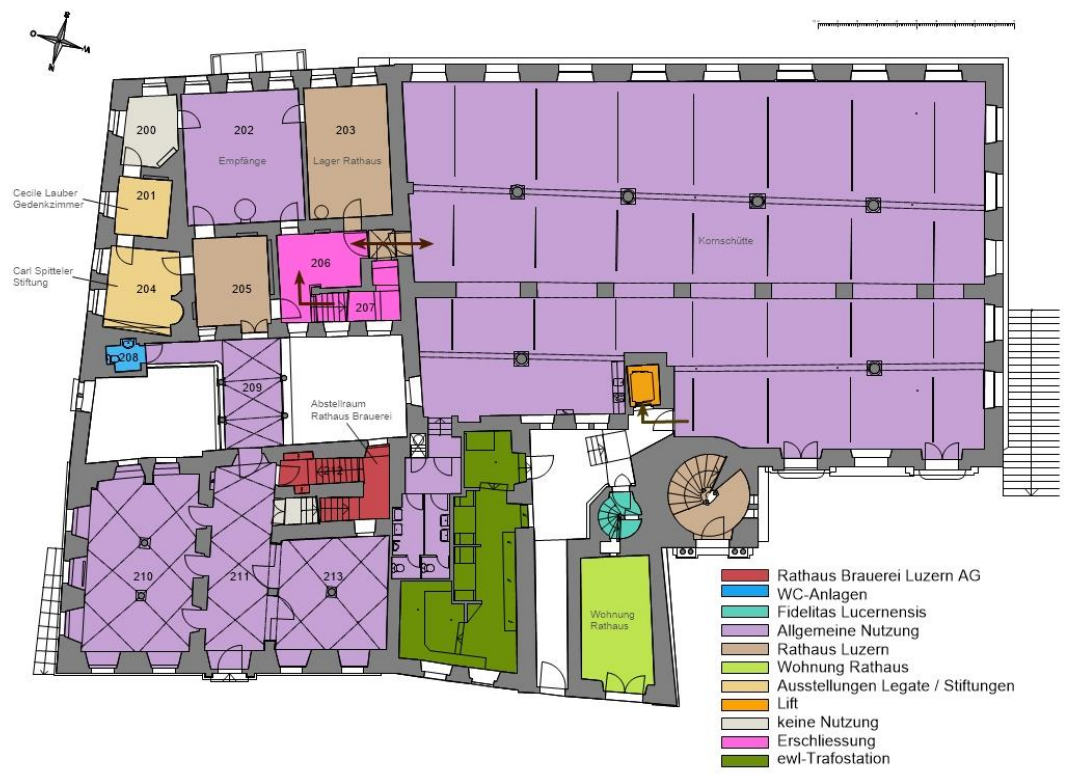 S
O
W
N
200
202
203
Empfänge
Lager Rathaus
201
Cecile Lauber
Gedenkzimmer
Kornschütte
206
Carl Spitteler
Stiftung
204
205
207
208
209
Abstellraum
Rathaus Brauerei
212
210
211
213
Wohnung
Rathaus
Rathaus Brauerei Luzern AG
WC-Anlagen
Fidelitas Lucernensis
Allgemeine Nutzung
Rathaus Luzern
Wohnung Rathaus
Ausstellungen Legate / Stiftungen
Lift
keine Nutzung
Erschliessung
ewl-Trafostation